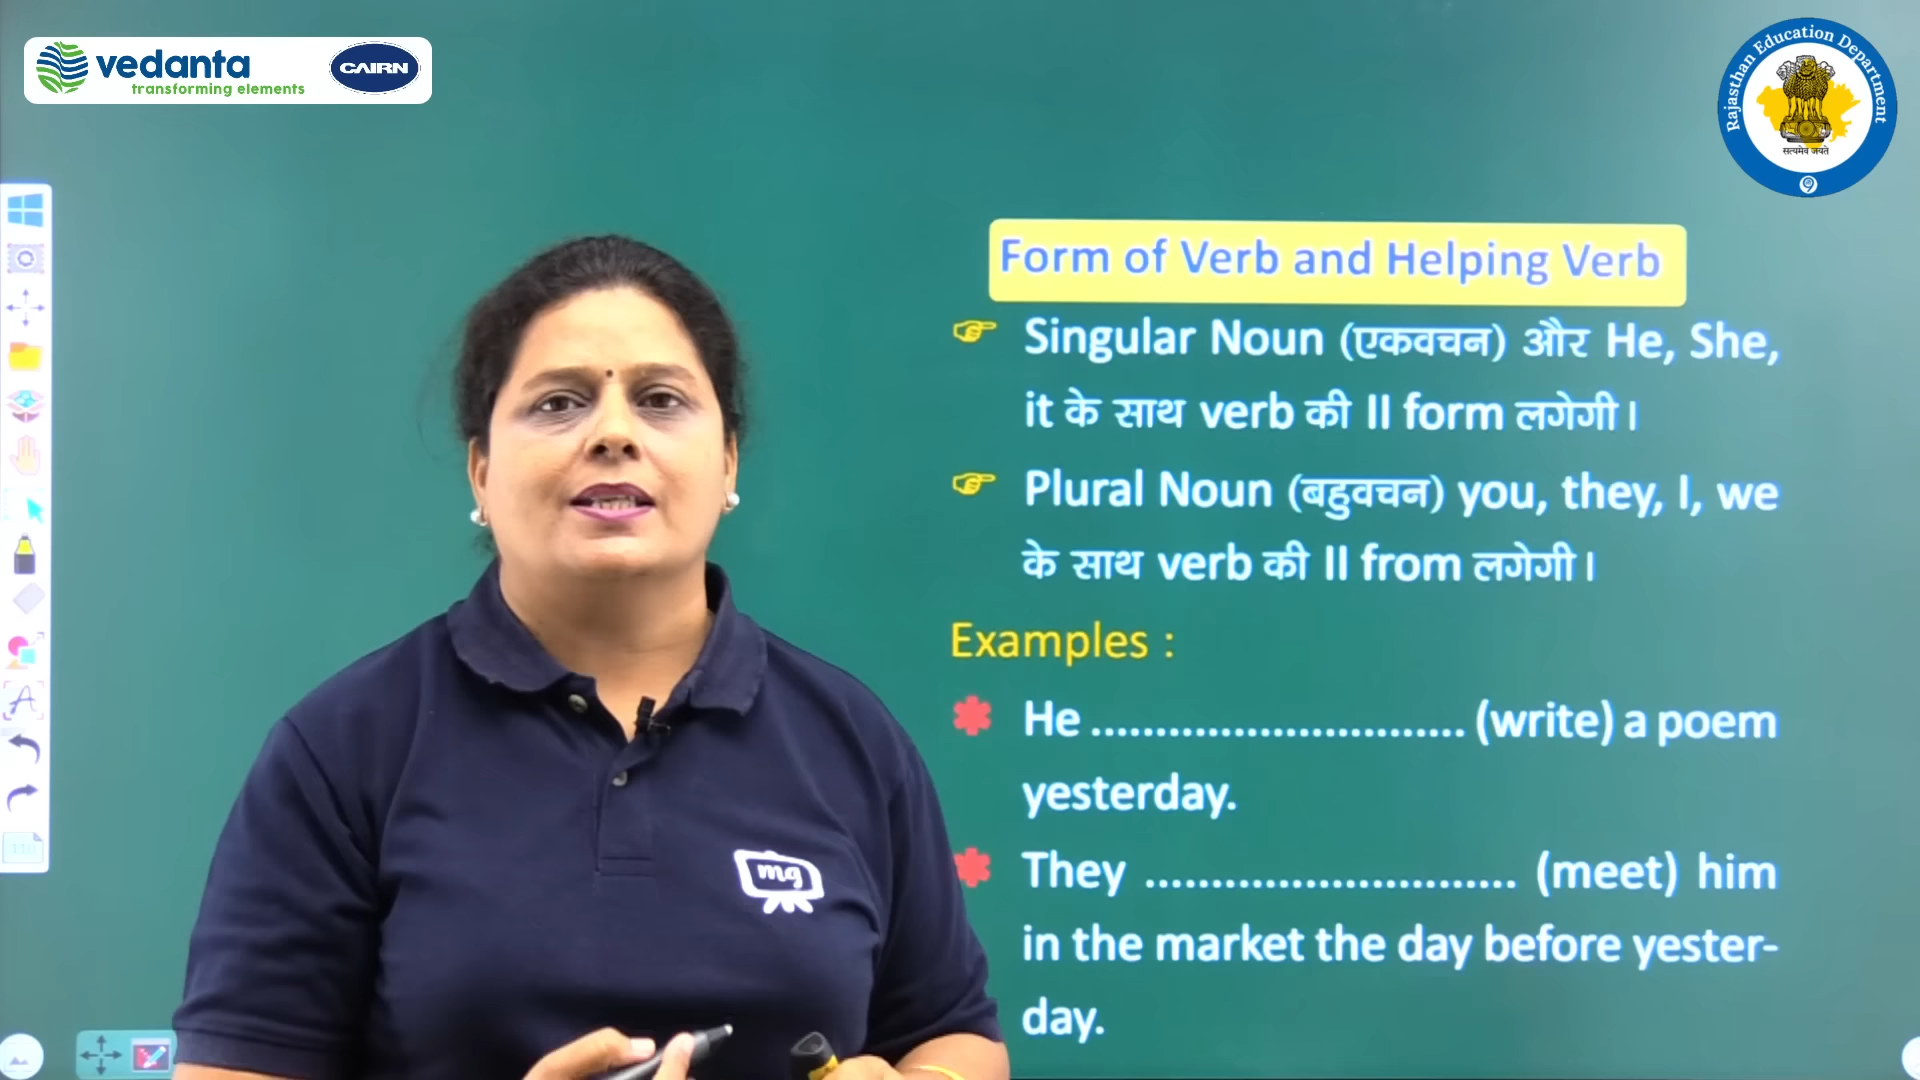 vedanta
transforming elements
CAIRN
Rajasthan Education Department
सत्यमेव जयते
Form of Verb and Helping Verb
Singular Noun (एकवचन) और He, She,
it के साथ verb की II form लगेगी।
Plural Noun (बहुवचन) you, they, I, we
के साथ verb की II from लगेगी।
Examples :
He ............................ (write) a poem
yesterday.
They ............................ (meet) him
in the market the day before yester-
day.
mg